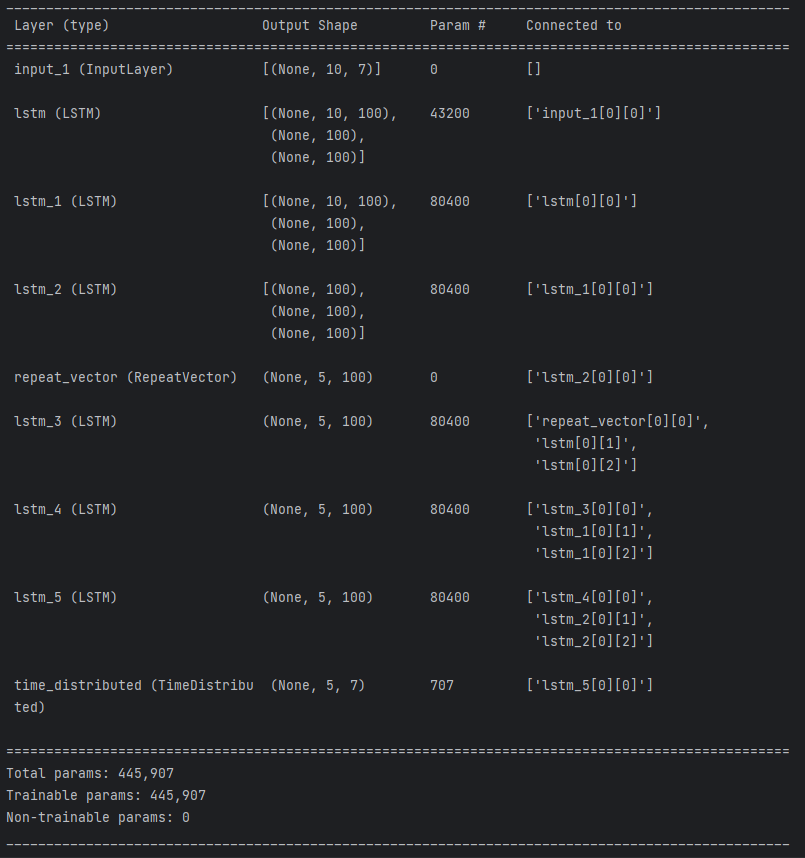 __________________________________________________________________________________________________
Layer (type)                   Output Shape         Param #     Connected to
==================================================================================================
input_1 (InputLayer)           [(None, 10, 7)]      0           []
lstm (LSTM)                    [(None, 10, 100),    43200       ['input_1[0][0]']
(None, 100),
(None, 100)]
lstm_1 (LSTM)                  [(None, 10, 100),    80400       ['lstm[0][0]']
(None, 100),
(None, 100)]
lstm_2 (LSTM)                  [(None, 100),        80400       ['lstm_1[0][0]']
(None, 100),
(None, 100)]
repeat_vector (RepeatVector)   (None, 5, 100)       0           ['lstm_2[0][0]']
lstm_3 (LSTM)                  (None, 5, 100)       80400       ['repeat_vector[0][0]',
'lstm[0][1]',
'lstm[0][2]']
lstm_4 (LSTM)                  (None, 5, 100)       80400       ['lstm_3[0][0]',
'lstm_1[0][1]',
'lstm_1[0][2]']
lstm_5 (LSTM)                  (None, 5, 100)       80400       ['lstm_4[0][0]',
'lstm_2[0][1]',
'lstm_2[0][2]']
time_distributed (TimeDistribu  (None, 5, 7)        707         ['lstm_5[0][0]']
ted)
==================================================================================================
Total params: 445,907
Trainable params: 445,907
Non-trainable params: 0
__________________________________________________________________________________________________